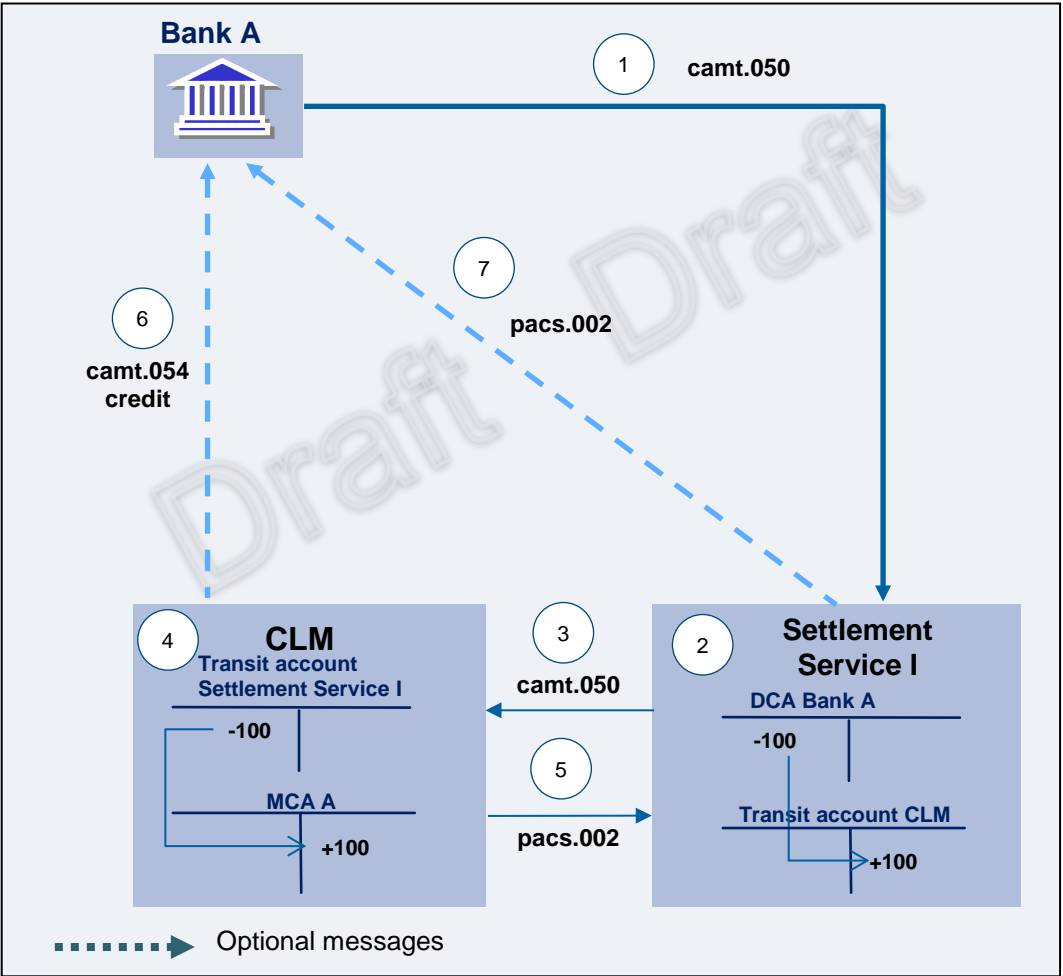 Bank A
1
camt.050
Draft
Draft
7
pacs.002
6
camt.054
credit
4
CLM
Transit account
Settlement Service I
-100
MCA A
+100
3
camt.050
5
pacs.002
2
Settlement
Service I
DCA Bank A
-100
Transit account CLM
+100
Optional messages